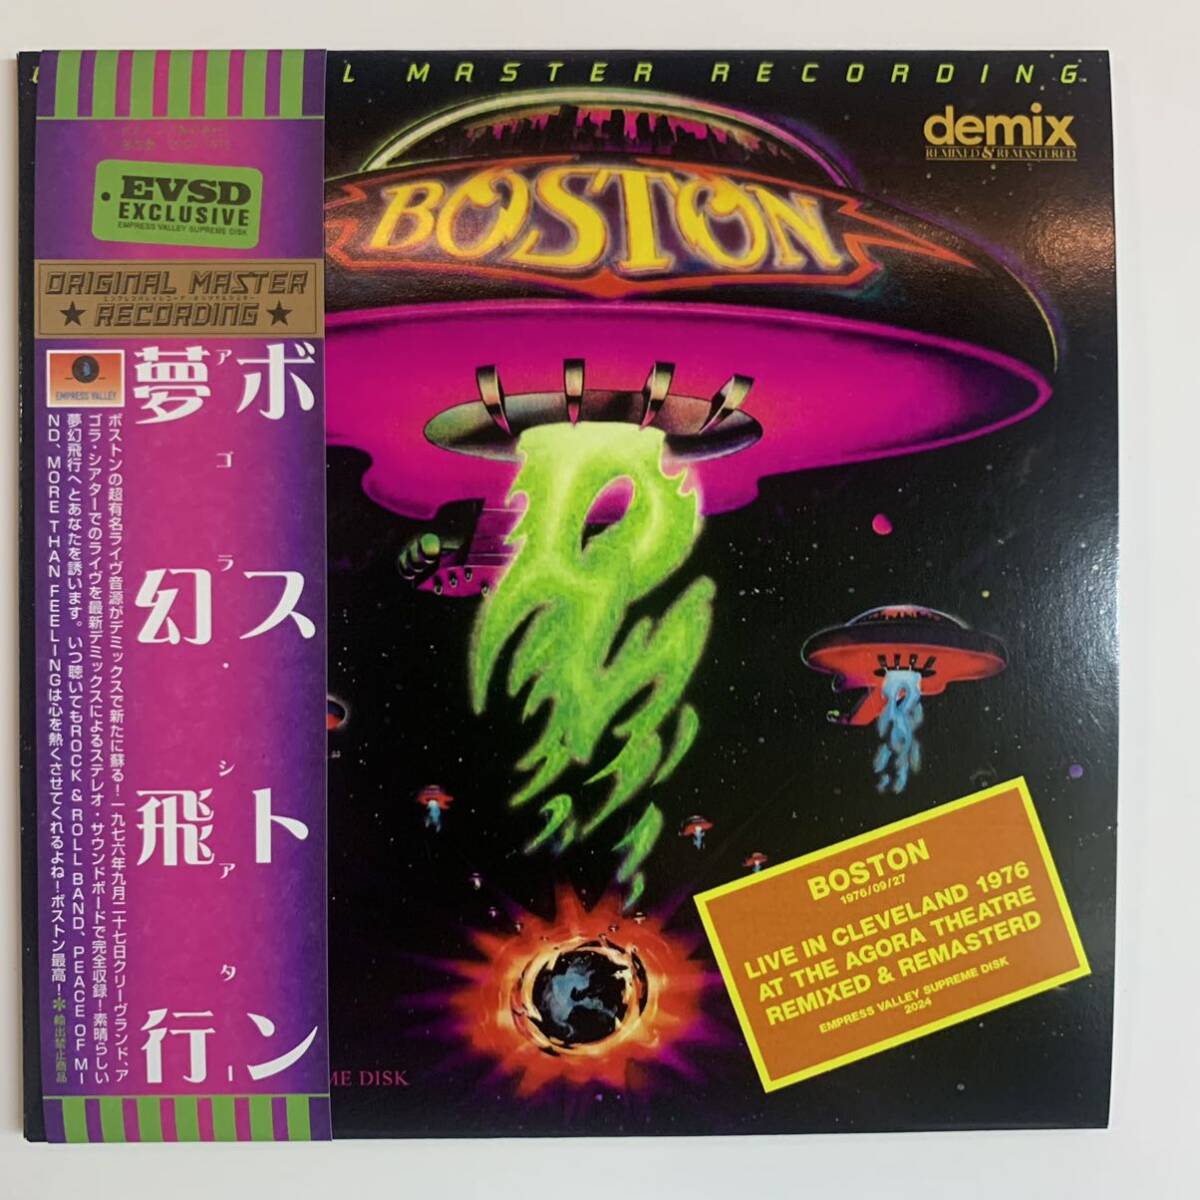 L MASTER RECORDING
demix
REMIXED & REMASTERED
BOSTON
EVSD
EXCLUSIVE
EMPRESS VALLEY SUPREME DISK
ORIGINAL MASTER
RECORDING
EMPRESS VALLEY
ボストン
アゴラ・シアター
夢幻飛行
ボストンの超有名ライヴ音源がデミックスで新たに蘇る!一九七六年九月二十七日クリーヴランド、ア
ゴラ・シアターでのライヴを最新デミックスによるステレオ・サウンドボードで完全収録!素晴らしい
夢幻飛行へとあなたを誘います。いつ聴いてもROCK & ROLL BAND、PEACE OF MI
ND、MORE THAN FEELINGは心を熱くさせてくれるよね!ボストン最高!✻輸出禁止商品
BOSTON
1976/09/27
LIVE IN CLEVELAND 1976
AT THE AGORA THEATRE
REMIXED & REMASTERD
EMPRESS VALLEY SUPREME DISK
2024
ME DISK